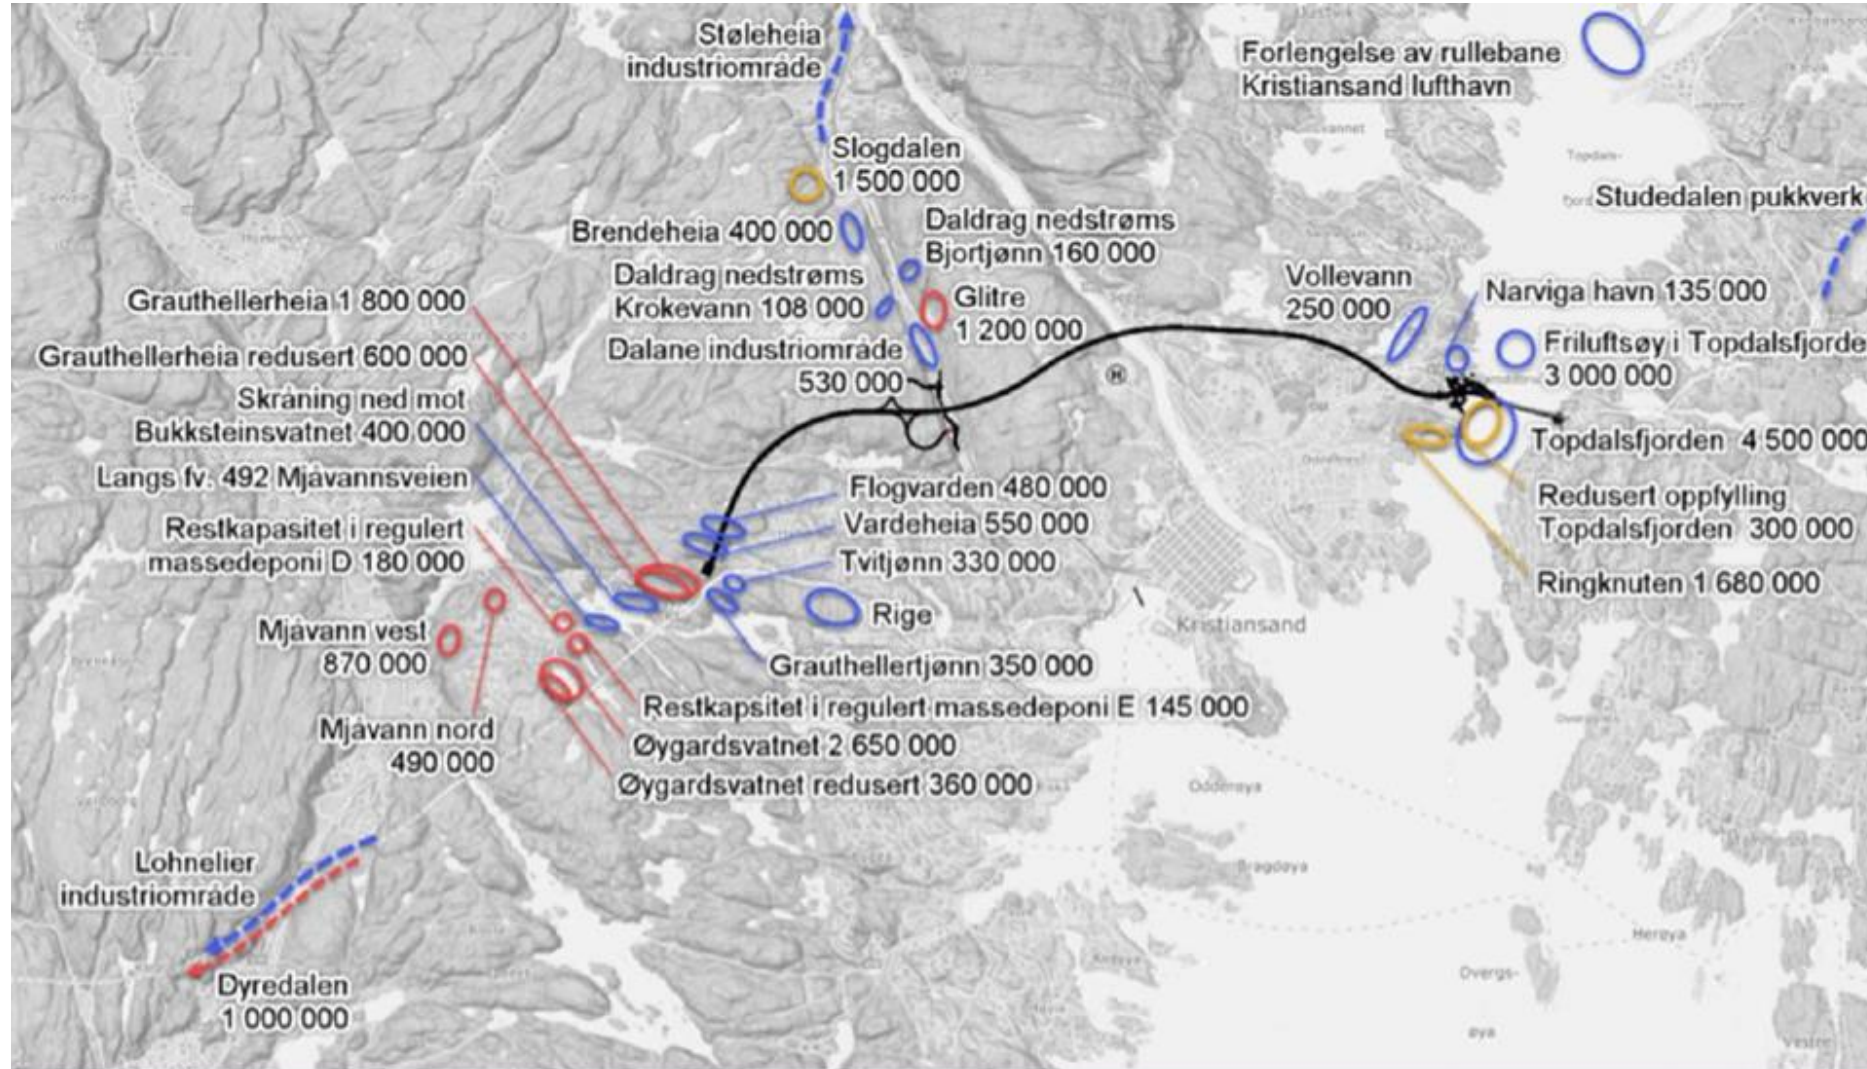 Støleheia
industriområde
Forlengelse av rullebane
Kristiansand lufthavn
Slogdalen
1 500 000
Studedalen pukkverk
Brendeheia 400 000
Daldrag nedstrøms
Bjortjønn 160 000
Daldrag nedstrøms
Krokevann 108 000
Glitre
1 200 000
Vollevann
250 000
Narviga havn 135 000
Grauthellerheia 1 800 000
Grauthellerheia redusert 600 000
Dalane industriområde
530 000
Friluftsøy i Topdalsfjorde
3 000 000
Skråning ned mot
Bukksteinsvatnet 400 000
Topdalsfjorden 4 500 000
Langs fv. 492 Mjåvannsveien
Flogvarden 480 000
Redusert oppfylling
Topdalsfjorden 300 000
Restkapasitet i regulert
massedeponi D 180 000
Vardeheia 550 000
Tvitjønn 330 000
Ringknuten 1 680 000
Rige
Kristiansand
Mjåvann vest
870 000
Grauthellertjønn 350 000
Restkapsitet i regulert massedeponi E 145 000
Mjåvann nord
490 000
Øygardsvatnet 2 650 000
Øygardsvatnet redusert 360 000
Oddernøya
Bragdøya
Lohnelier
industriområde
Herøya
Dyredalen
1 000 000
Overgs-
øya